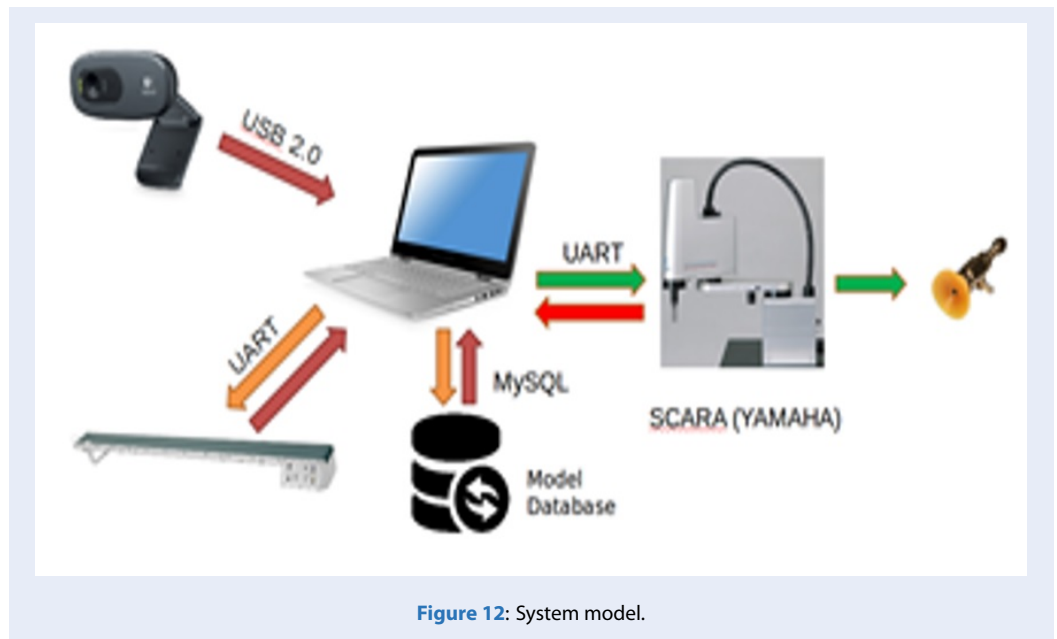 USB 2.0
UART
UART
MySQL
SCARA (YAMAHA)
Model
Database
Figure 12: System model.